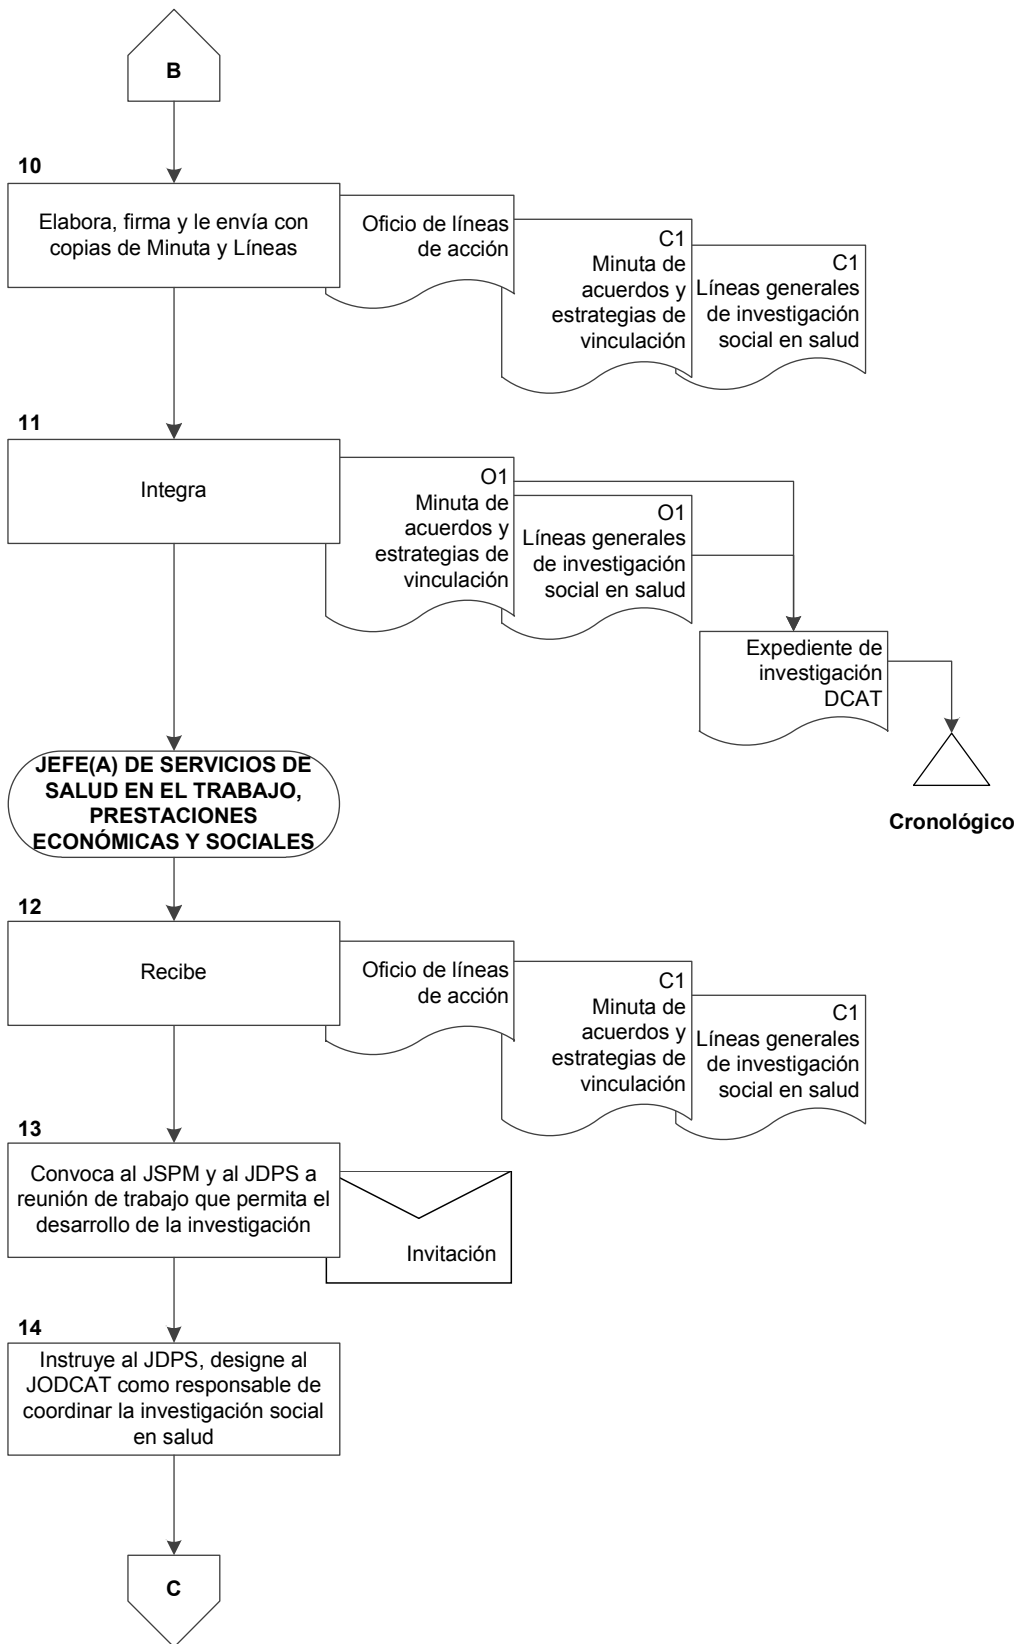 B
10
Elabora, firma y le envía con
copias de Minuta y Líneas
Oficio de líneas
de acción
C1
Minuta de
acuerdos y
estrategias de
vinculación
C1
Líneas generales
de investigación
social en salud
11
Integra
O1
Minuta de
acuerdos y
estrategias de
vinculación
O1
Líneas generales
de investigación
social en salud
Expediente de
investigación
DCAT
Cronológico
JEFE(A) DE SERVICIOS DE
SALUD EN EL TRABAJO,
PRESTACIONES
ECONÓMICAS Y SOCIALES
12
Recibe
Oficio de líneas
de acción
C1
Minuta de
acuerdos y
estrategias de
vinculación
C1
Líneas generales
de investigación
social en salud
13
Convoca al JSPM y al JDPS a
reunión de trabajo que permita el
desarrollo de la investigación
Invitación
14
Instruye al JDPS, designe al
JODCAT como responsable de
coordinar la investigación social
en salud
C